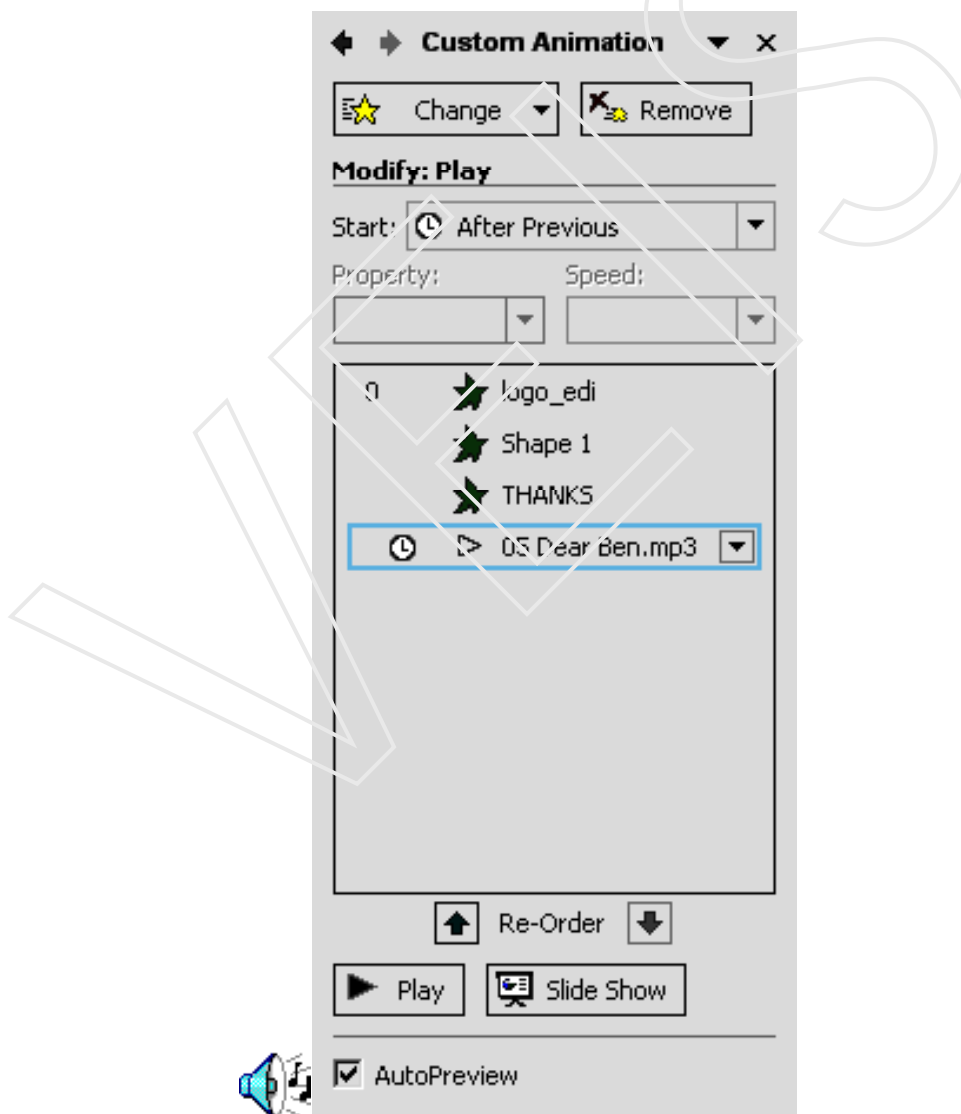 Custom Animation
Change Remove
Modify: Play
Start: After Previous
Property: Speed:
0 logo_edi
Shape 1
THANKS
05 Dear Ben.mp3
Re-Order
Play Slide Show
AutoPreview